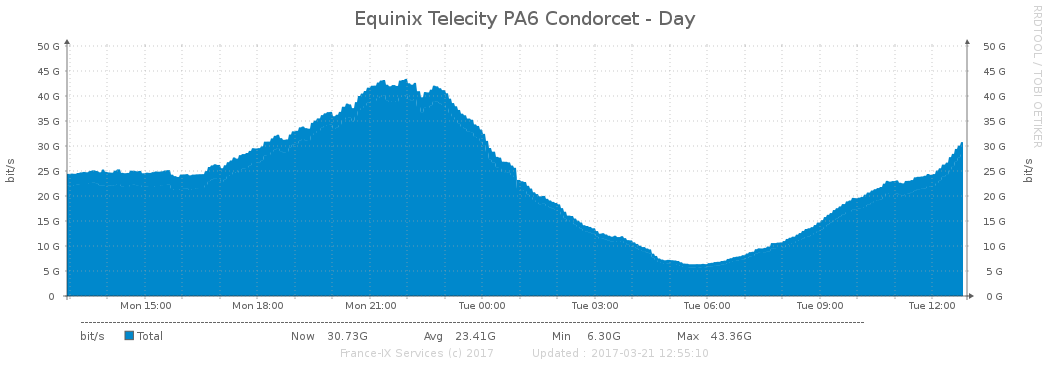 Equinix Telecity PA6 Condorcet - Day
RRDTOOL / TOBI OETIKER
bit/s
50 G 50 G
45 G 45 G
40 G 40 G
35 G 35 G
30 G 30 G
25 G 25 G
20 G 20 G
15 G 15 G
10 G 10 G
5 G 5 G
0 0 G
bit/s
Mon 15:00 Mon 18:00 Mon 21:00 Tue 00:00 Tue 03:00 Tue 06:00 Tue 09:00 Tue 12:00
bit/s Total Now 30.73G Avg 23.41G Min 6.30G Max 43.36G
France-IX Services (c) 2017 Updated : 2017-03-21 12:55:10